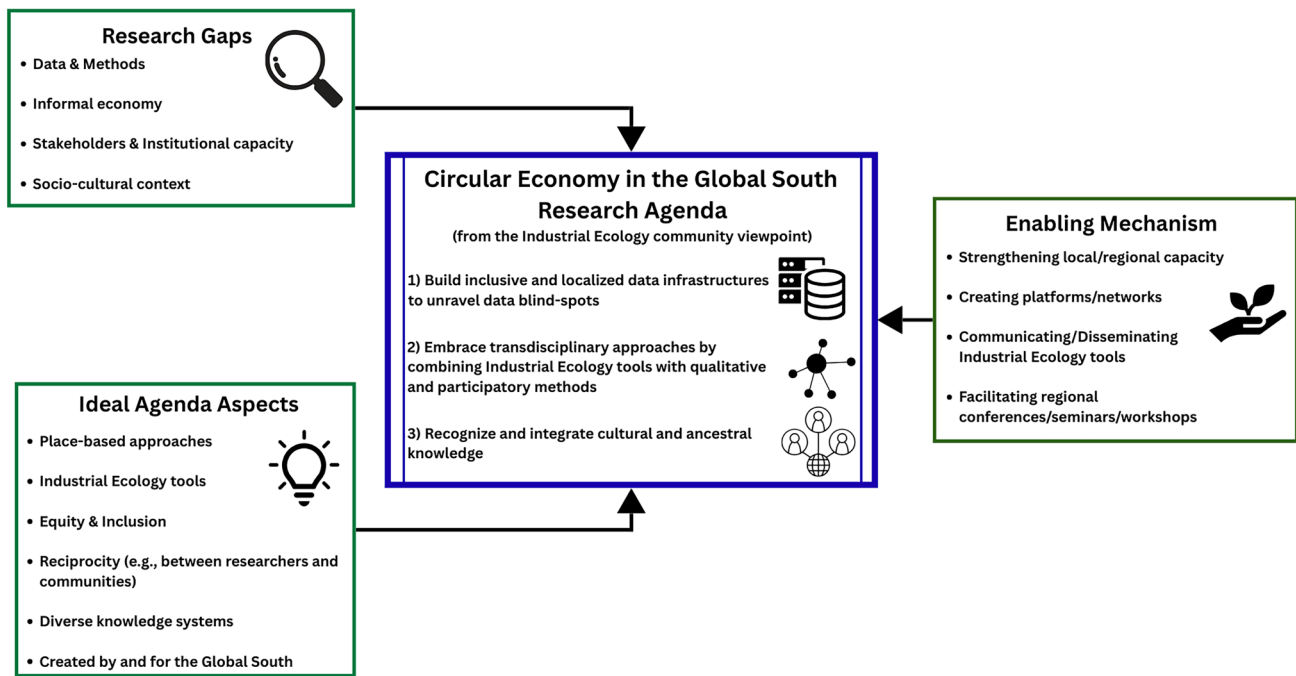 Research Gaps
• Data & Methods
• Informal economy
• Stakeholders & Institutional capacity
• Socio-cultural context
Circular Economy in the Global South
Research Agenda
(from the Industrial Ecology community viewpoint)
1) Build inclusive and localized data infrastructures
to unravel data blind-spots
2) Embrace transdisciplinary approaches by
combining Industrial Ecology tools with qualitative
and participatory methods
3) Recognize and integrate cultural and ancestral
knowledge
Enabling Mechanism
• Strengthening local/regional capacity
• Creating platforms/networks
• Communicating/Disseminating
Industrial Ecology tools
• Facilitating regional
conferences/seminars/workshops
Ideal Agenda Aspects
• Place-based approaches
• Industrial Ecology tools
• Equity & Inclusion
• Reciprocity (e.g., between researchers and
communities)
• Diverse knowledge systems
• Created by and for the Global South